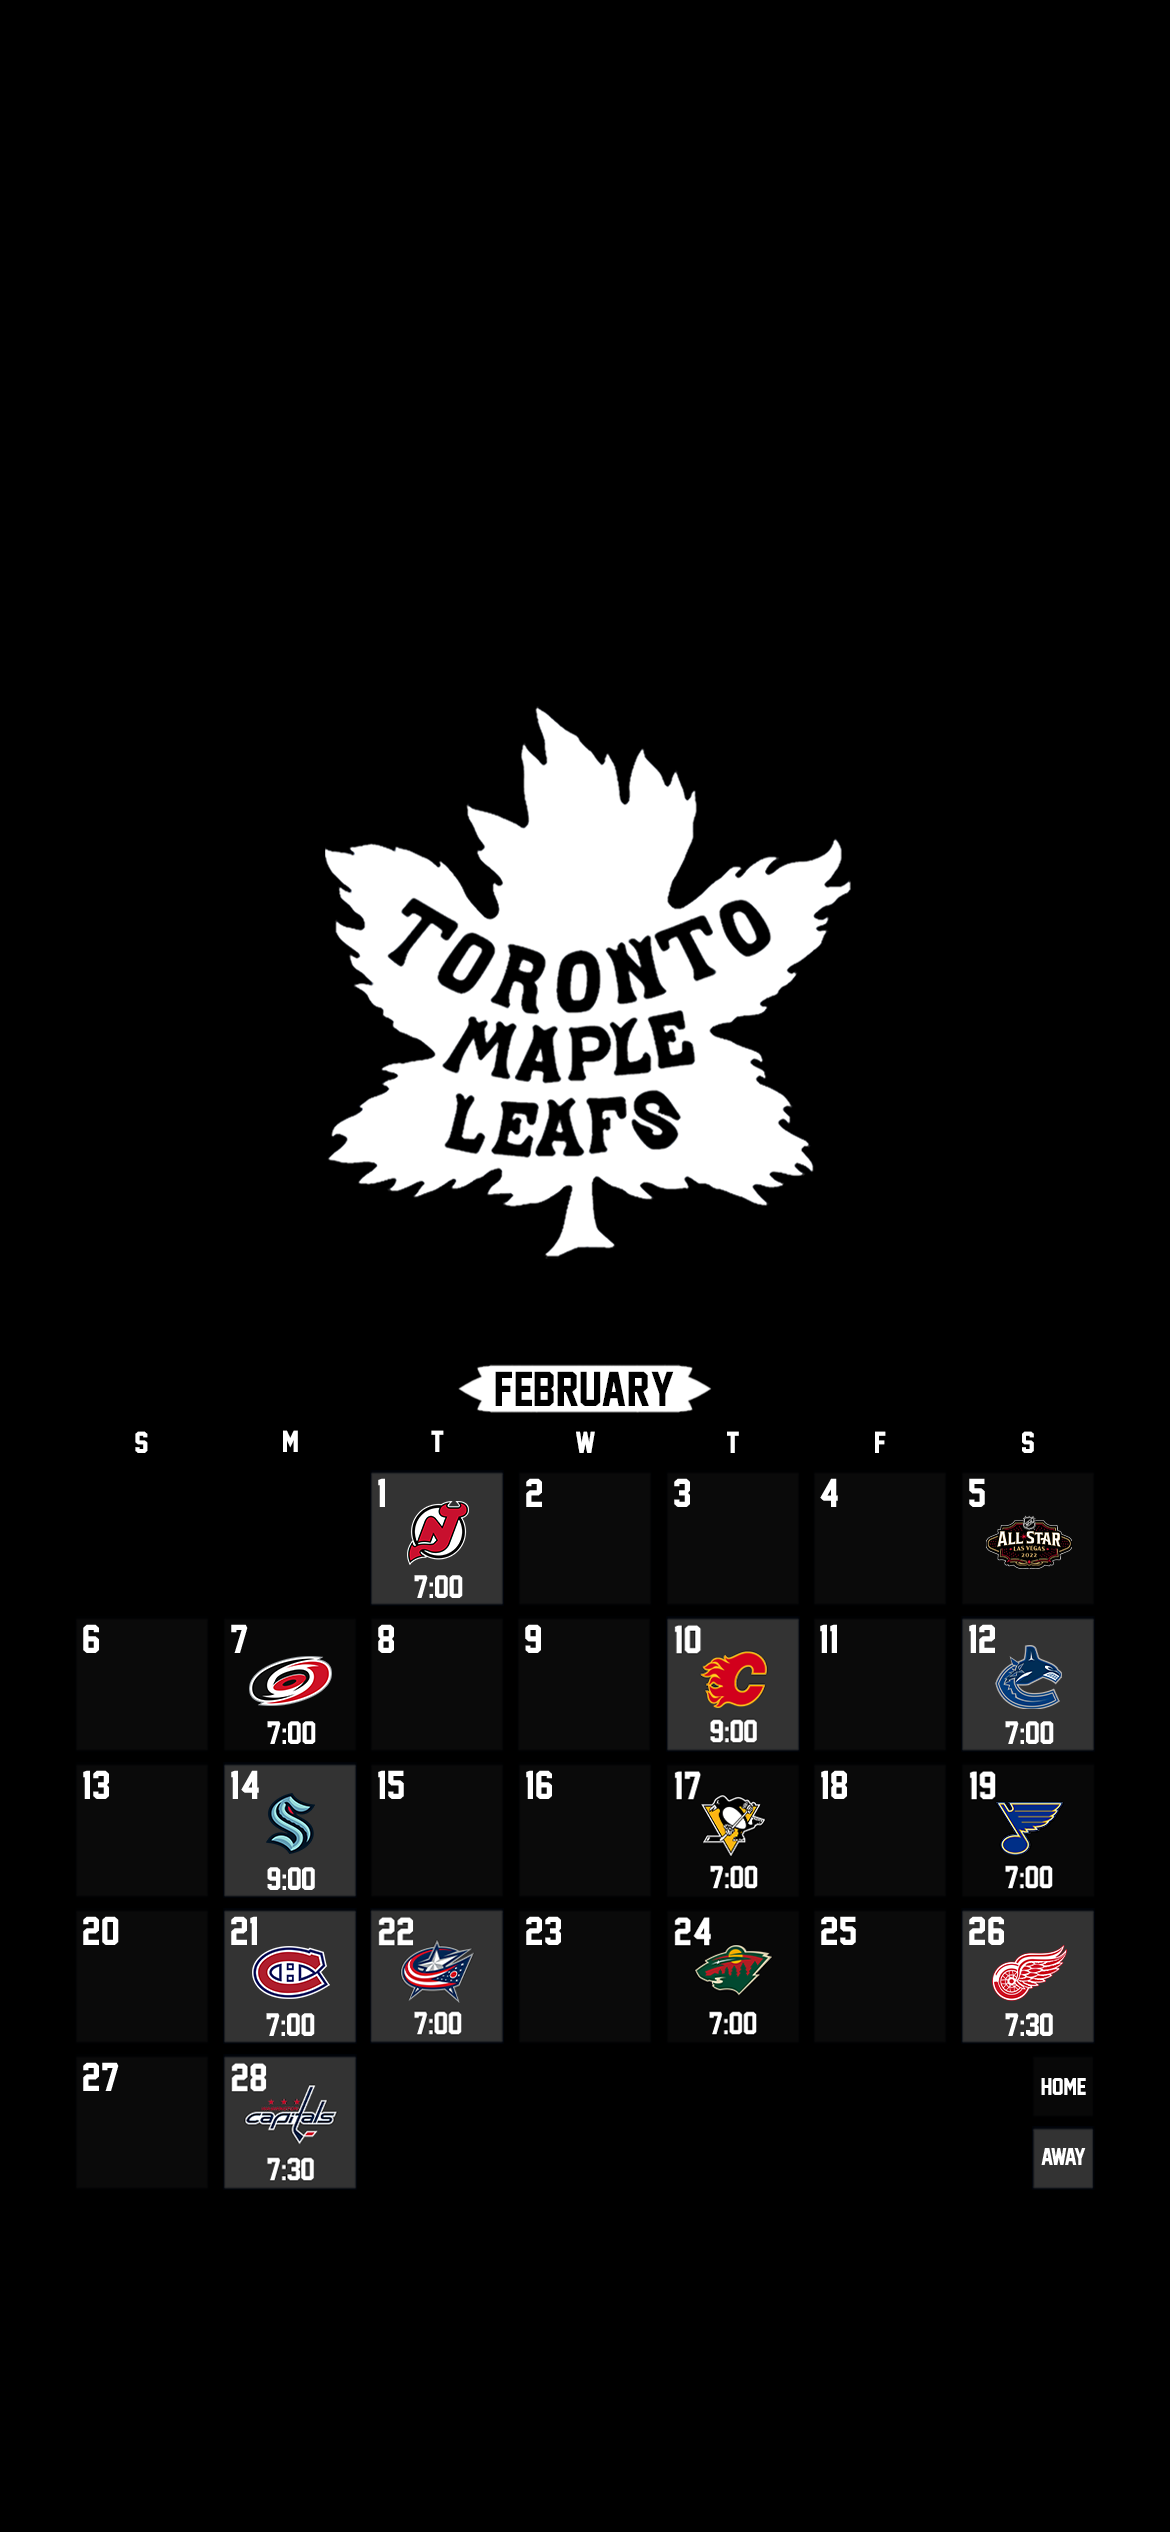 TORONTO
MAPLE
LEAFS
FEBRUARY
S M T W T F S
1 2 3 4 5
ALL STAR
LAS VEGAS
2022
7:00
6 7 8 9 10 11 12
7:00 9:00 7:00
13 14 15 16 17 18 19
9:00 7:00 7:00
20 21 22 23 24 25 26
7:00 7:00 7:00 7:30
27 28
capitals
7:30
HOME
AWAY